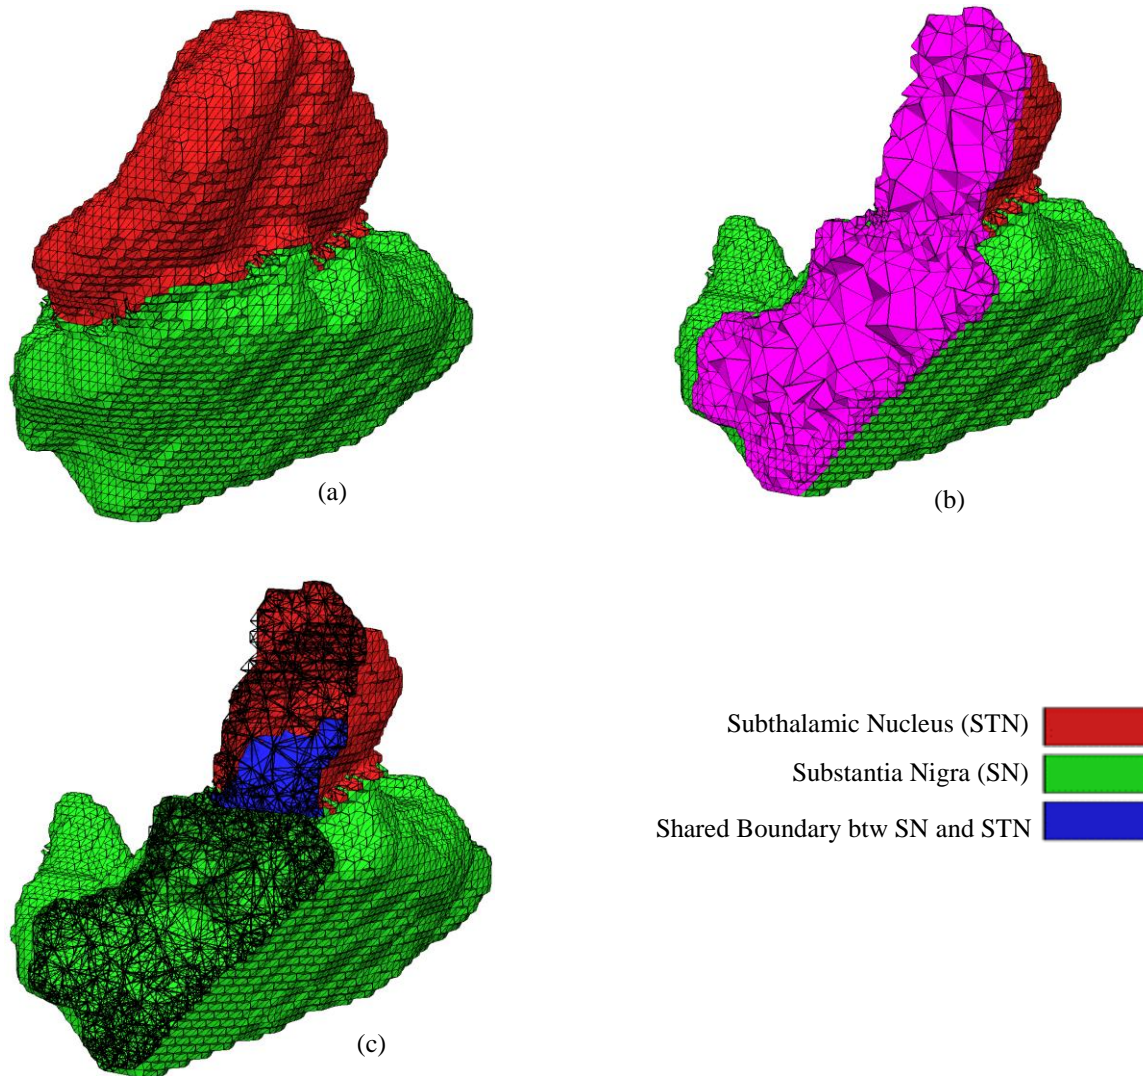 (a)
(b)
Subthalamic Nucleus (STN)
Substantia Nigra (SN)
Shared Boundary btw SN and STN
(c)